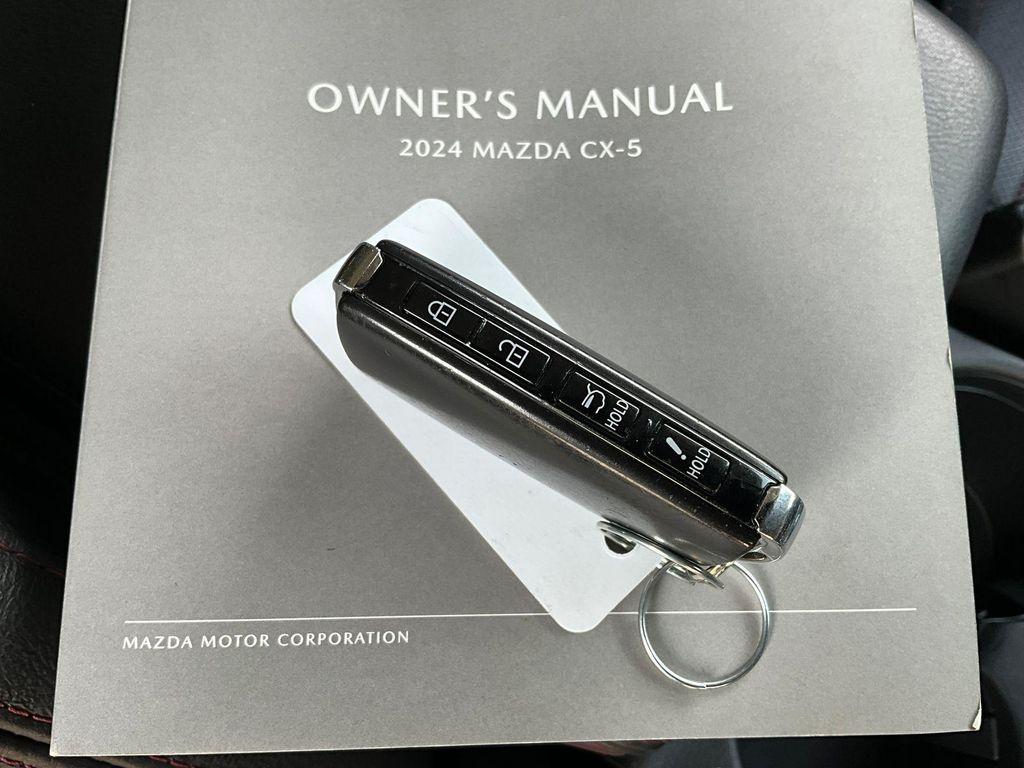 OWNER'S MANUAL
2024 MAZDA CX-5
HOLD
HOLD
MAZDA MOTOR CORPORATION